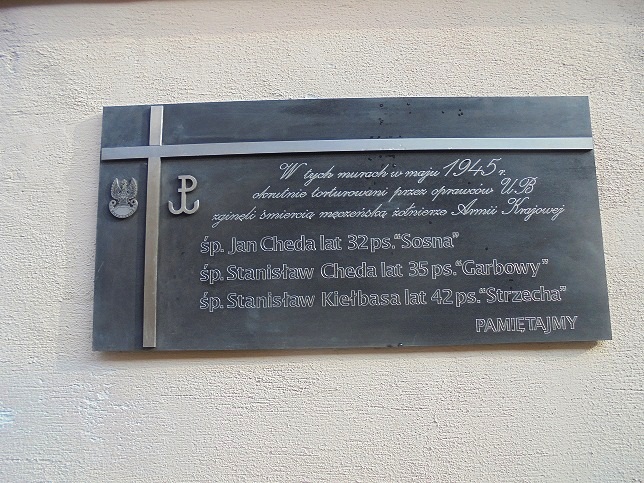 W tych murach w maju 1945 r.
okrutnie torturowani przez oprawców UB
zginęli śmiercią męczeńską żołnierze Armii Krajowej
śp. Jan Cheda lat 32 ps."Sosna"
śp. Stanisław Cheda lat 35 ps."Garbowy"
śp. Stanisław Kiełbasa lat 42 ps."Strzecha"
PAMIĘTAJMY